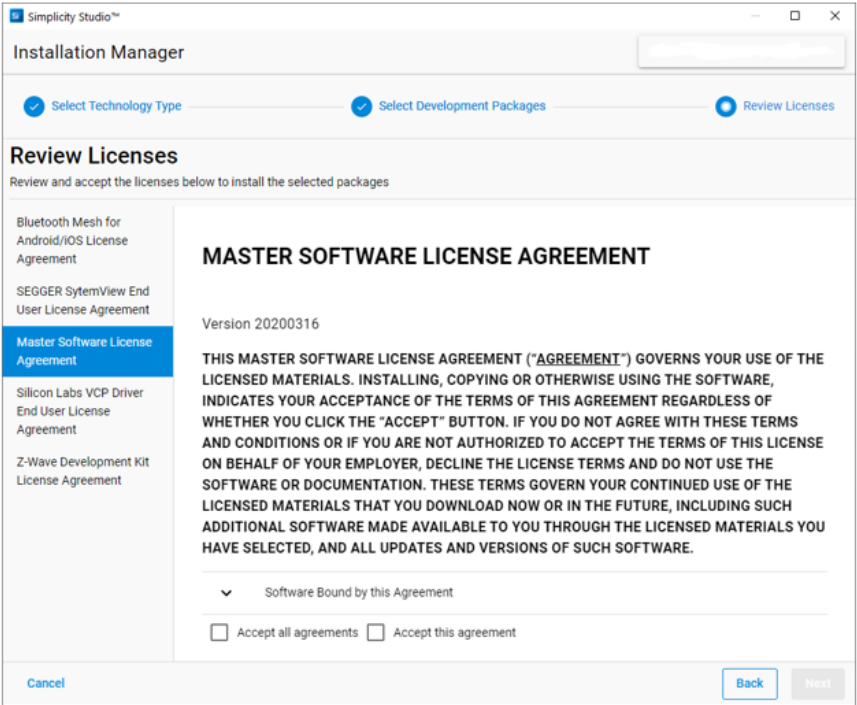 Simplicity Studio™
Installation Manager
Select Technology Type
Select Development Packages
Review Licenses
Review Licenses
Review and accept the licenses below to install the selected packages
Bluetooth Mesh for
Android/iOS License
Agreement
SEGGER SytemView End
User License Agreement
Master Software License
Agreement
Silicon Labs VCP Driver
End User License
Agreement
Z-Wave Development Kit
License Agreement
MASTER SOFTWARE LICENSE AGREEMENT
Version 20200316
THIS MASTER SOFTWARE LICENSE AGREEMENT (“AGREEMENT”) GOVERNS YOUR USE OF THE
LICENSED MATERIALS. INSTALLING, COPYING OR OTHERWISE USING THE SOFTWARE,
INDICATES YOUR ACCEPTANCE OF THE TERMS OF THIS AGREEMENT REGARDLESS OF
WHETHER YOU CLICK THE “ACCEPT” BUTTON. IF YOU DO NOT AGREE WITH THESE TERMS
AND CONDITIONS OR IF YOU ARE NOT AUTHORIZED TO ACCEPT THE TERMS OF THIS LICENSE
ON BEHALF OF YOUR EMPLOYER, DECLINE THE LICENSE TERMS AND DO NOT USE THE
SOFTWARE OR DOCUMENTATION. THESE TERMS GOVERN YOUR CONTINUED USE OF THE
LICENSED MATERIALS THAT YOU DOWNLOAD NOW OR IN THE FUTURE, INCLUDING SUCH
ADDITIONAL SOFTWARE MADE AVAILABLE TO YOU THROUGH THE LICENSED MATERIALS YOU
HAVE SELECTED, AND ALL UPDATES AND VERSIONS OF SUCH SOFTWARE.
Software Bound by this Agreement
Accept all agreements Accept this agreement
Cancel
Back
Next